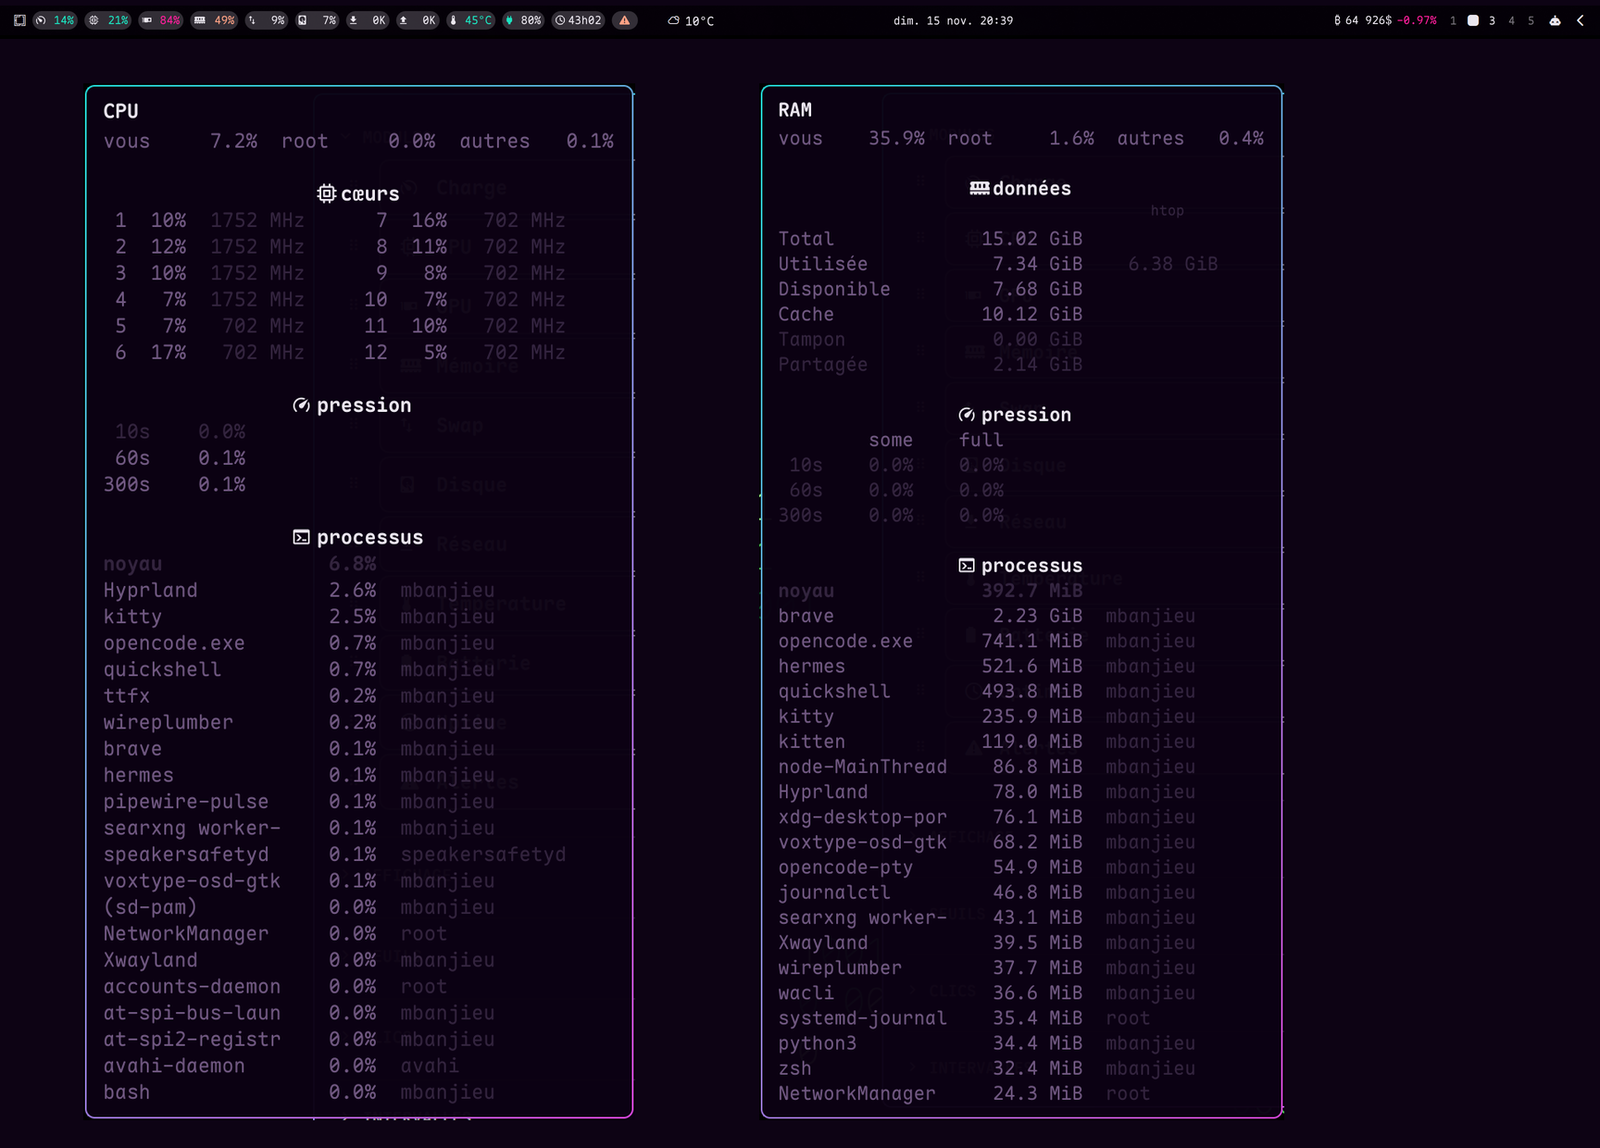 14% 21% 84% 49% 9% 7% 0K 0K 45°C 80% 43h02 10°C dim. 15 nov. 20:39 ₿ 64 926$ -0.97% 1 3 4 5
CPU
vous 7.2% root 0.0% autres 0.1%
cœurs
1 10% 1752 MHz 7 16% 702 MHz
2 12% 1752 MHz 8 11% 702 MHz
3 10% 1752 MHz 9 8% 702 MHz
4 7% 1752 MHz 10 7% 702 MHz
5 7% 702 MHz 11 10% 702 MHz
6 17% 702 MHz 12 5% 702 MHz
pression
10s 0.0%
60s 0.1%
300s 0.1%
processus
noyau 6.8%
Hyprland 2.6% mbanjieu
kitty 2.5% mbanjieu
opencode.exe 0.7% mbanjieu
quickshell 0.7% mbanjieu
ttfx 0.2% mbanjieu
wireplumber 0.2% mbanjieu
brave 0.1% mbanjieu
hermes 0.1% mbanjieu
pipewire-pulse 0.1% mbanjieu
searxng worker- 0.1% mbanjieu
speakersafetyd 0.1% speakersafetyd
voxtype-osd-gtk 0.1% mbanjieu
(sd-pam) 0.0% mbanjieu
NetworkManager 0.0% root
Xwayland 0.0% mbanjieu
accounts-daemon 0.0% root
at-spi-bus-laun 0.0% mbanjieu
at-spi2-registr 0.0% mbanjieu
avahi-daemon 0.0% avahi
bash 0.0% mbanjieu
Charge
Mémoire
Swap
Disque
Réseau
Température
RAM
vous 35.9% root 1.6% autres 0.4%
données
htop
Total 15.02 GiB
Utilisée 7.34 GiB 6.38 GiB
Disponible 7.68 GiB
Cache 10.12 GiB
Tampon 0.00 GiB
Partagée 2.14 GiB
pression
some full
10s 0.0% 0.0%
60s 0.0% 0.0%
300s 0.0% 0.0%
processus
noyau 392.7 MiB
brave 2.23 GiB mbanjieu
opencode.exe 741.1 MiB mbanjieu
hermes 521.6 MiB mbanjieu
quickshell 493.8 MiB mbanjieu
kitty 235.9 MiB mbanjieu
kitten 119.0 MiB mbanjieu
node-MainThread 86.8 MiB mbanjieu
Hyprland 78.0 MiB mbanjieu
xdg-desktop-por 76.1 MiB mbanjieu
voxtype-osd-gtk 68.2 MiB mbanjieu
opencode-pty 54.9 MiB mbanjieu
journalctl 46.8 MiB mbanjieu
searxng worker- 43.1 MiB mbanjieu
Xwayland 39.5 MiB mbanjieu
wireplumber 37.7 MiB mbanjieu
wacli 36.6 MiB mbanjieu
systemd-journal 35.4 MiB root
python3 34.4 MiB mbanjieu
zsh 32.4 MiB mbanjieu
NetworkManager 24.3 MiB root
Disque
Réseau
CLICS